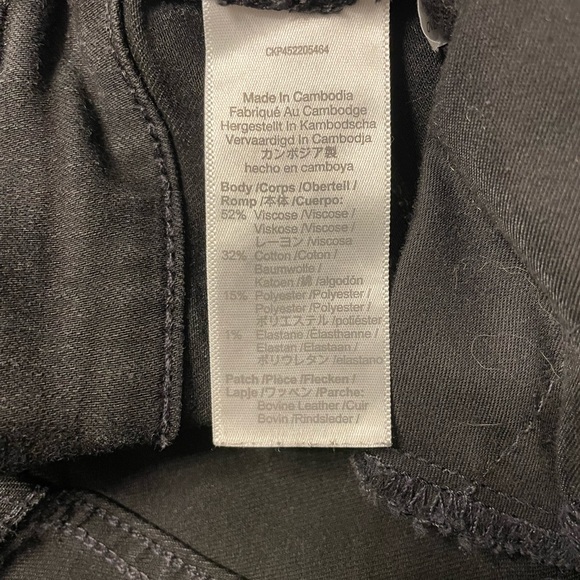 CKP452205464
Made In Cambodia
Fabriqué Au Cambodge
Hergestellt In Kambodscha
Vervaardigd In Cambodja
カンボジア製
hecho en camboya
Body /Corps /Oberteil /
Romp /本体 /Cuerpo:
52% Viscose /Viscose /
Viskose /Viscose /
レーヨン /viscosa
32% Cotton /Coton /
Baumwolle /
Katoen /綿 /algodón
15% Polyester /Polyester /
Polyester /Polyester /
ポリエステル /poliéster
1% Elastane /Elasthanne /
Elastan /Elastaan /
ポリウレタン /elastano
Patch /Pièce /Flecken /
Lapje /ワッペン /Parche:
Bovine Leather /Cuir
Bovin /Rindsleder /